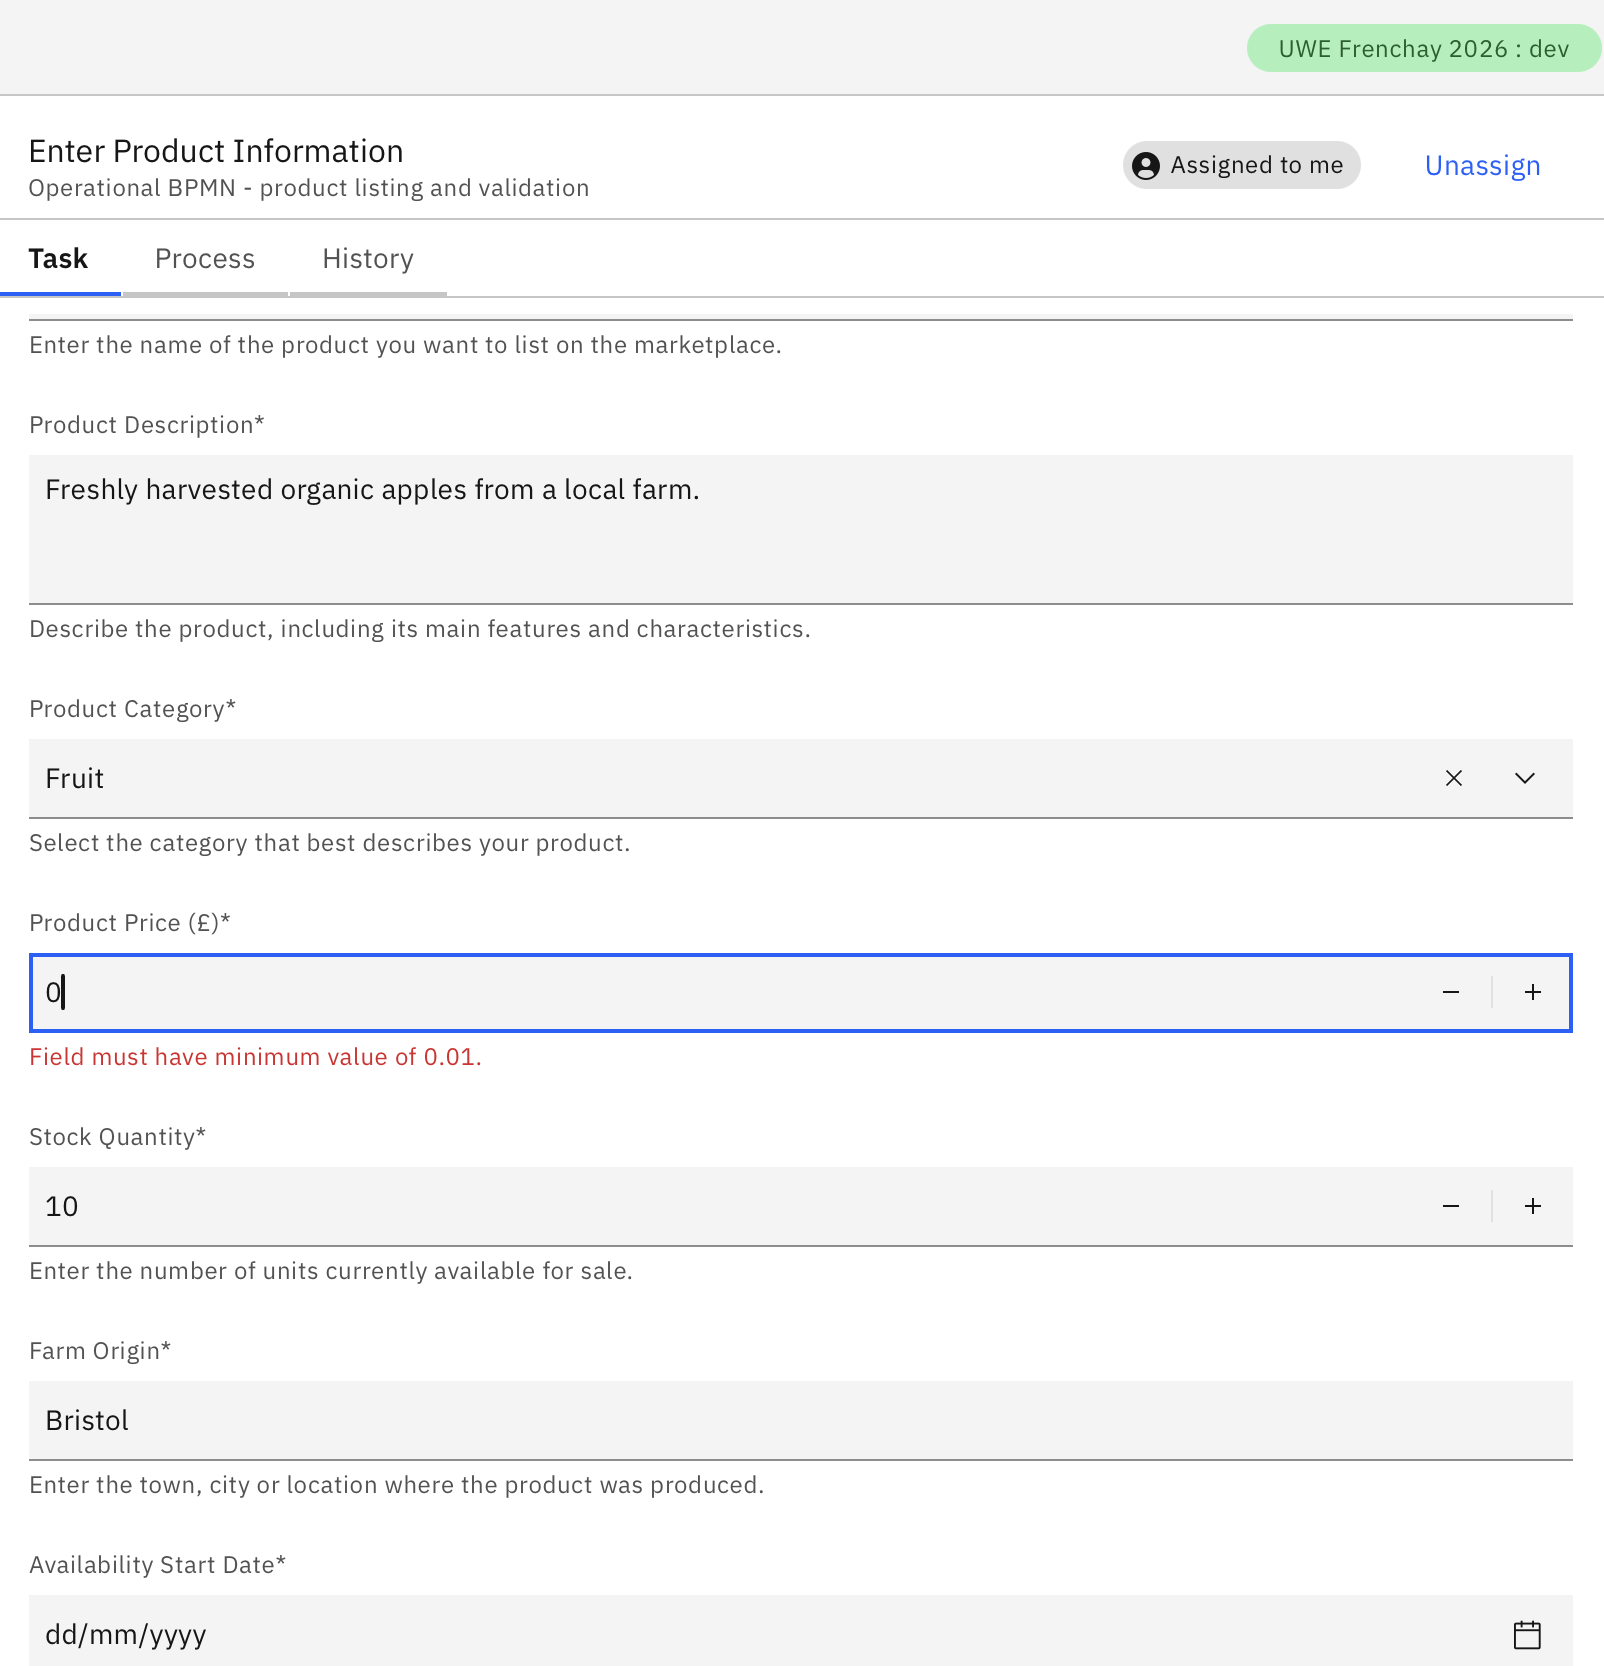 UWE Frenchay 2026 : dev
Enter Product Information
Operational BPMN - product listing and validation
Assigned to me
Unassign
Task
Process
History
Enter the name of the product you want to list on the marketplace.
Product Description*
Freshly harvested organic apples from a local farm.
Describe the product, including its main features and characteristics.
Product Category*
Fruit
Select the category that best describes your product.
Product Price (£)*
0
Field must have minimum value of 0.01.
Stock Quantity*
10
Enter the number of units currently available for sale.
Farm Origin*
Bristol
Enter the town, city or location where the product was produced.
Availability Start Date*
dd/mm/yyyy